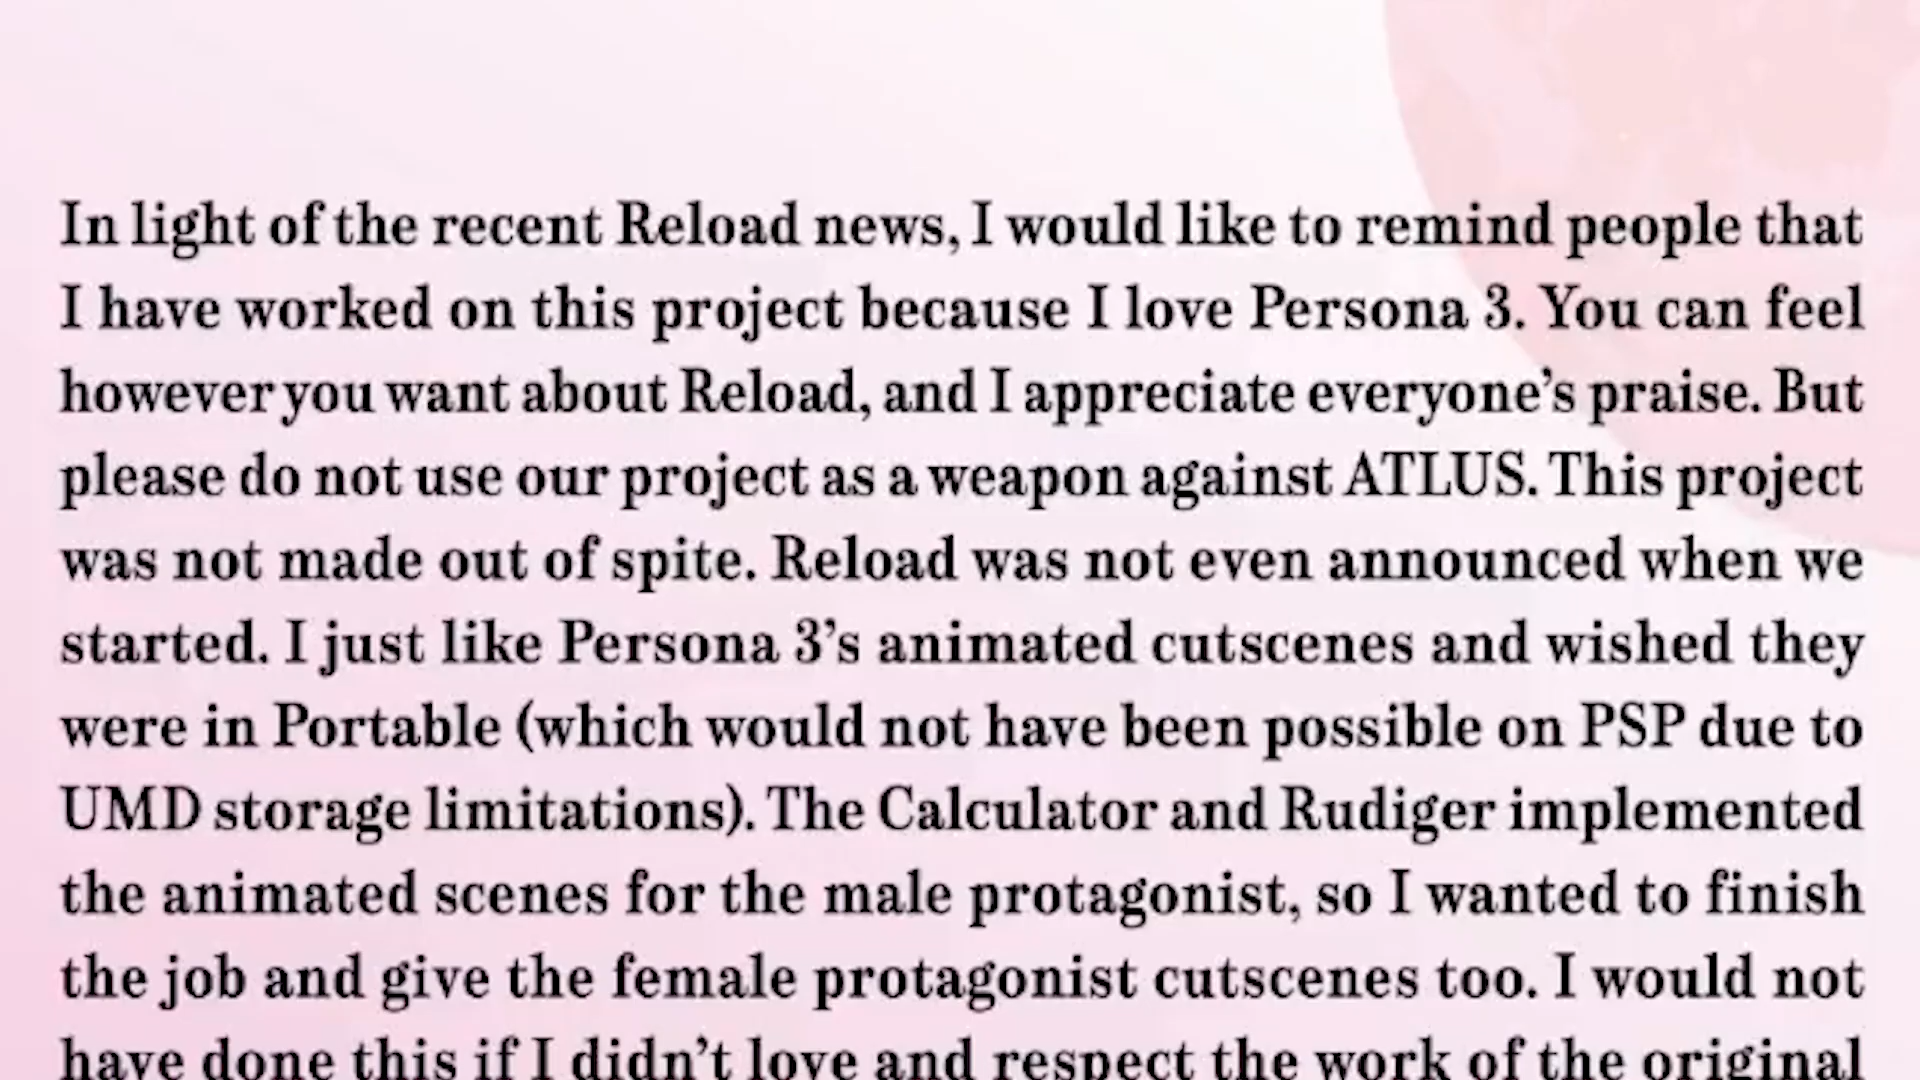 In light of the recent Reload news, I would like to remind people that
I have worked on this project because I love Persona 3. You can feel
however you want about Reload, and I appreciate everyone's praise. But
please do not use our project as a weapon against ATLUS. This project
was not made out of spite. Reload was not even announced when we
started. I just like Persona 3's animated cutscenes and wished they
were in Portable (which would not have been possible on PSP due to
UMD storage limitations). The Calculator and Rudiger implemented
the animated scenes for the male protagonist, so I wanted to finish
the job and give the female protagonist cutscenes too. I would not
have done this if I didn't love and respect the work of the original